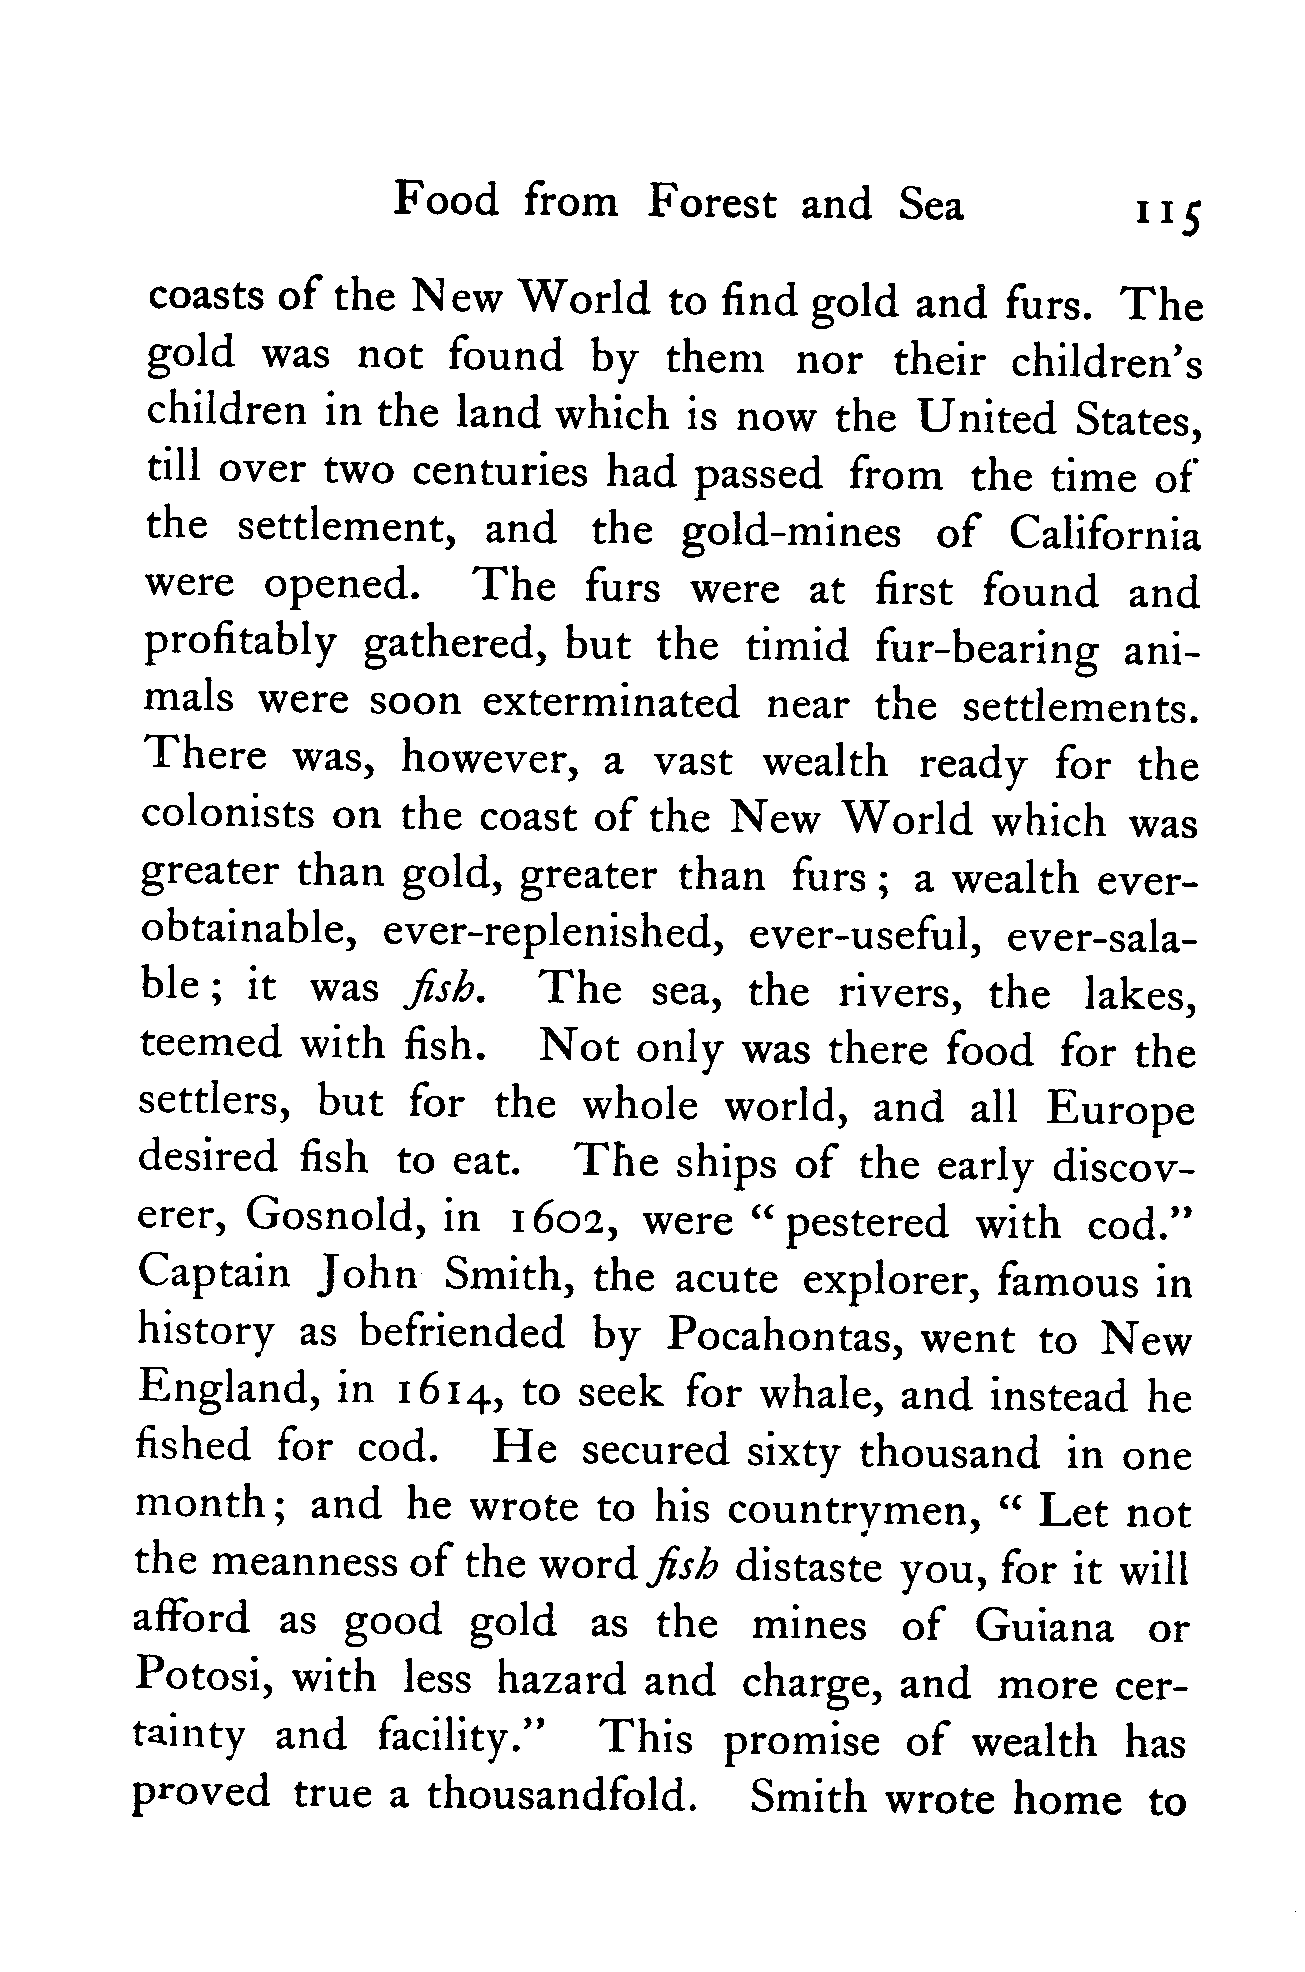 Food from Forest and Sea 115
coasts of the New World to find gold and furs. The
gold was not found by them nor their children's
children in the land which is now the United States,
till over two centuries had passed from the time of
the settlement, and the gold-mines of California
were opened. The furs were at first found and
profitably gathered, but the timid fur-bearing ani-
mals were soon exterminated near the settlements.
There was, however, a vast wealth ready for the
colonists on the coast of the New World which was
greater than gold, greater than furs ; a wealth ever-
obtainable, ever-replenished, ever-useful, ever-sala-
ble ; it was fish. The sea, the rivers, the lakes,
teemed with fish. Not only was there food for the
settlers, but for the whole world, and all Europe
desired fish to eat. The ships of the early discov-
erer, Gosnold, in 1602, were " pestered with cod."
Captain John Smith, the acute explorer, famous in
history as befriended by Pocahontas, went to New
England, in 1614, to seek for whale, and instead he
fished for cod. He secured sixty thousand in one
month ; and he wrote to his countrymen, " Let not
the meanness of the word fish distaste you, for it will
afford as good gold as the mines of Guiana or
Potosi, with less hazard and charge, and more cer-
tainty and facility." This promise of wealth has
proved true a thousandfold. Smith wrote home to